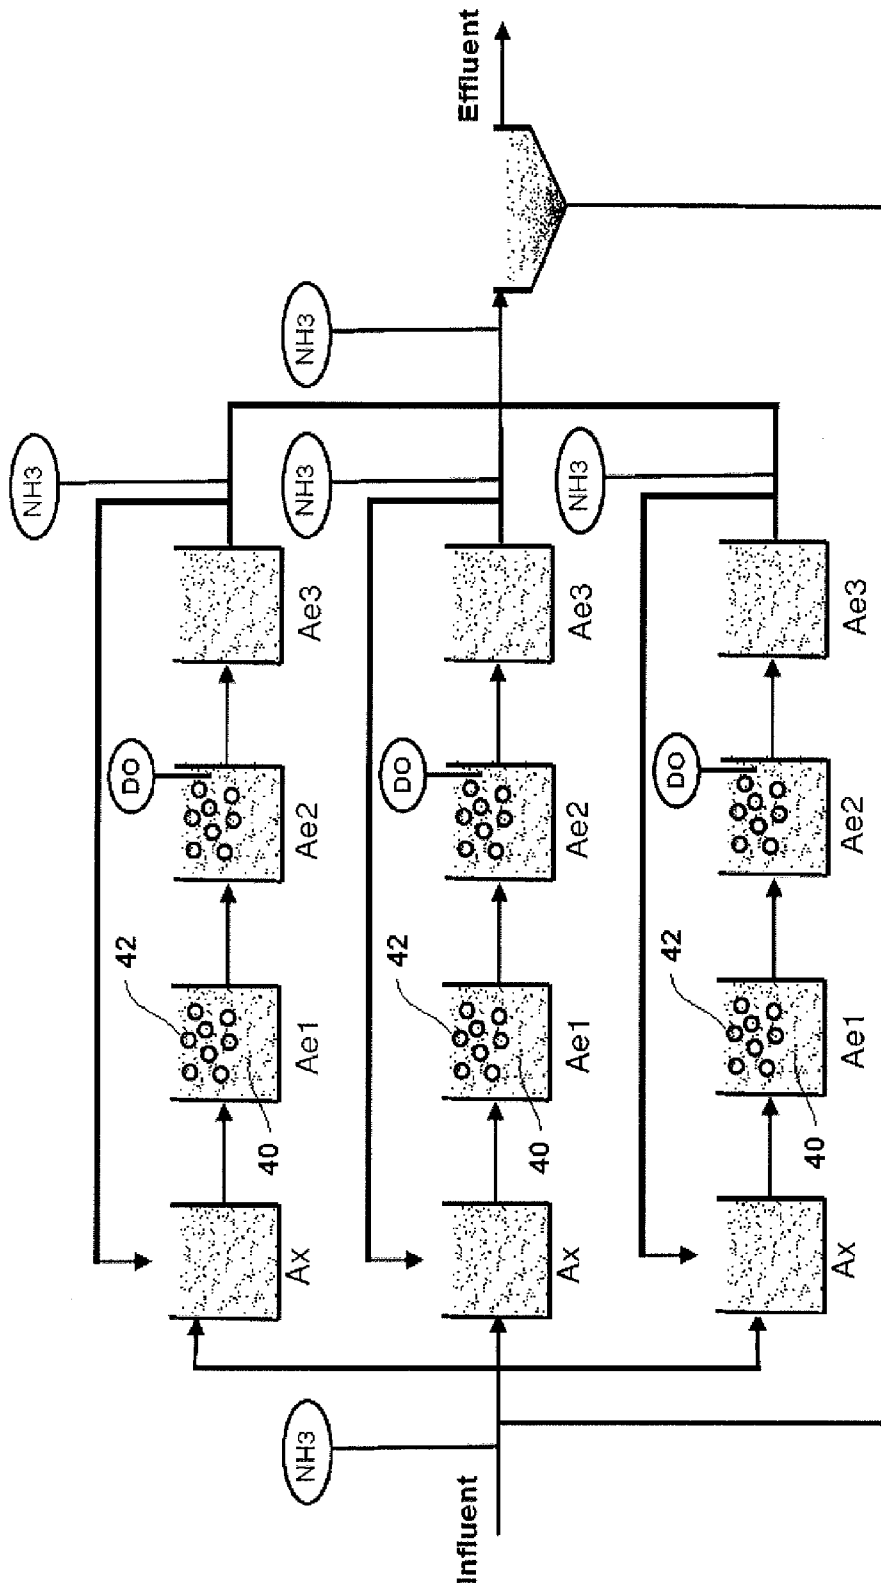 Influent
NH3
Ax
40
42
Ae1
DO
Ae2
Ae3
NH3
Ax
40
42
Ae1
DO
Ae2
Ae3
NH3
NH3
Effluent
Ax
40
42
Ae1
DO
Ae2
Ae3
NH3